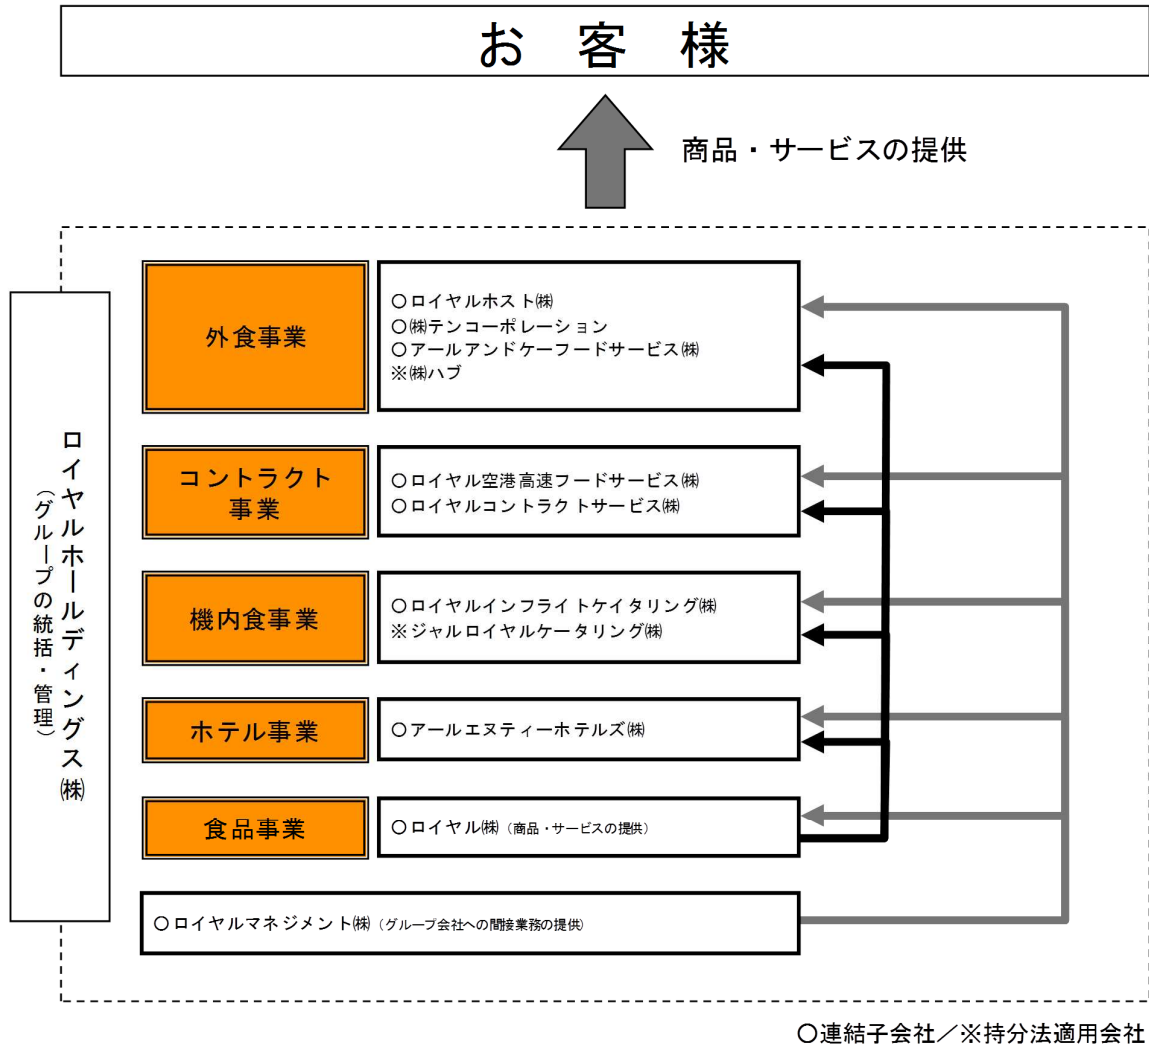 お 客 様
商品・サービスの提供
ロイヤルホールディングス㈱
（グループの統括・管理）
外食事業
○ロイヤルホスト㈱
○㈱テンコーポレーション
○アールアンドケーフードサービス㈱
※㈱ハブ
コントラクト
事業
○ロイヤル空港高速フードサービス㈱
○ロイヤルコントラクトサービス㈱
機内食事業
○ロイヤルインフライトケイタリング㈱
※ジャルロイヤルケータリング㈱
ホテル事業
○アールエヌティーホテルズ㈱
食品事業
○ロイヤル㈱（商品・サービスの提供）
○ロイヤルマネジメント㈱（グループ会社への間接業務の提供）
○連結子会社／※持分法適用会社